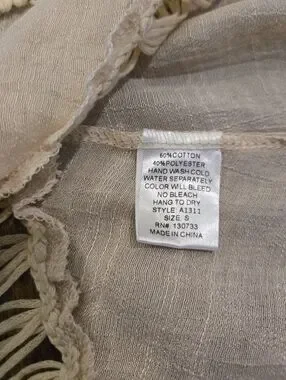 60%COTTON
40%POLYESTER
HAND WASH COLD
WATER SEPARATELY
COLOR WILL BLEED
NO BLEACH
HANG TO DRY
STYLE: A1311
SIZE: S
RN#: 130733
MADE IN CHINA